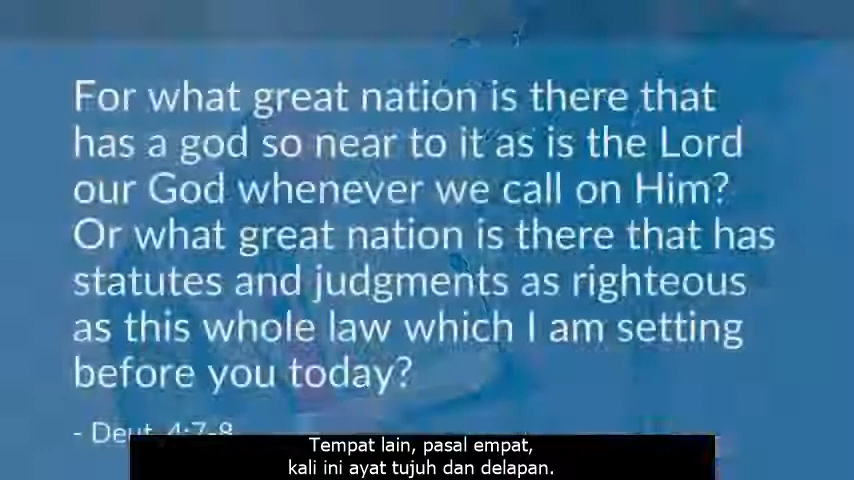 For what great nation is there that
has a god so near to it as is the Lord
our God whenever we call on Him?
Or what great nation is there that has
statutes and judgments as righteous
as this whole law which I am setting
before you today?
- Deut. 4:7-8
Tempat lain, pasal empat,
kali ini ayat tujuh dan delapan.